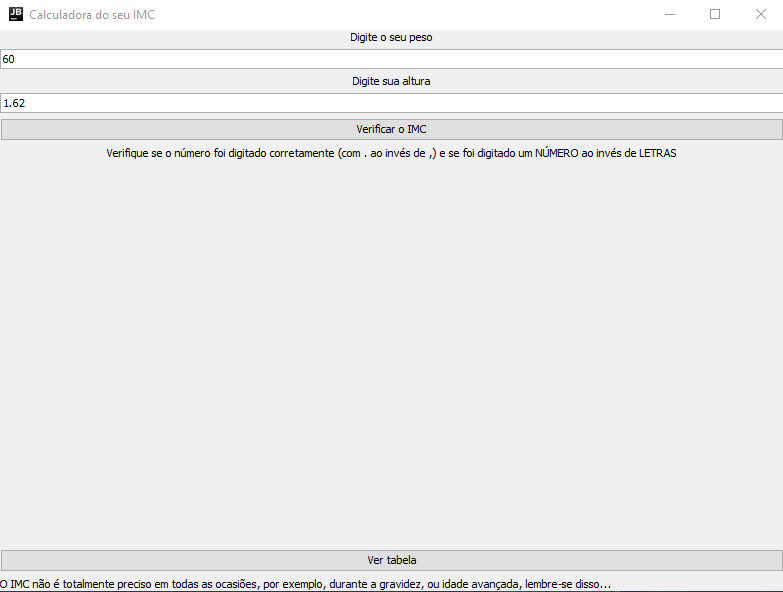 JB Calculadora do seu IMC
Digite o seu peso
60
Digite sua altura
1.62
Verificar o IMC
Verifique se o número foi digitado corretamente (com . ao invés de ,) e se foi digitado um NÚMERO ao invés de LETRAS
Ver tabela
O IMC não é totalmente preciso em todas as ocasiões, por exemplo, durante a gravidez, ou idade avançada, lembre-se disso...